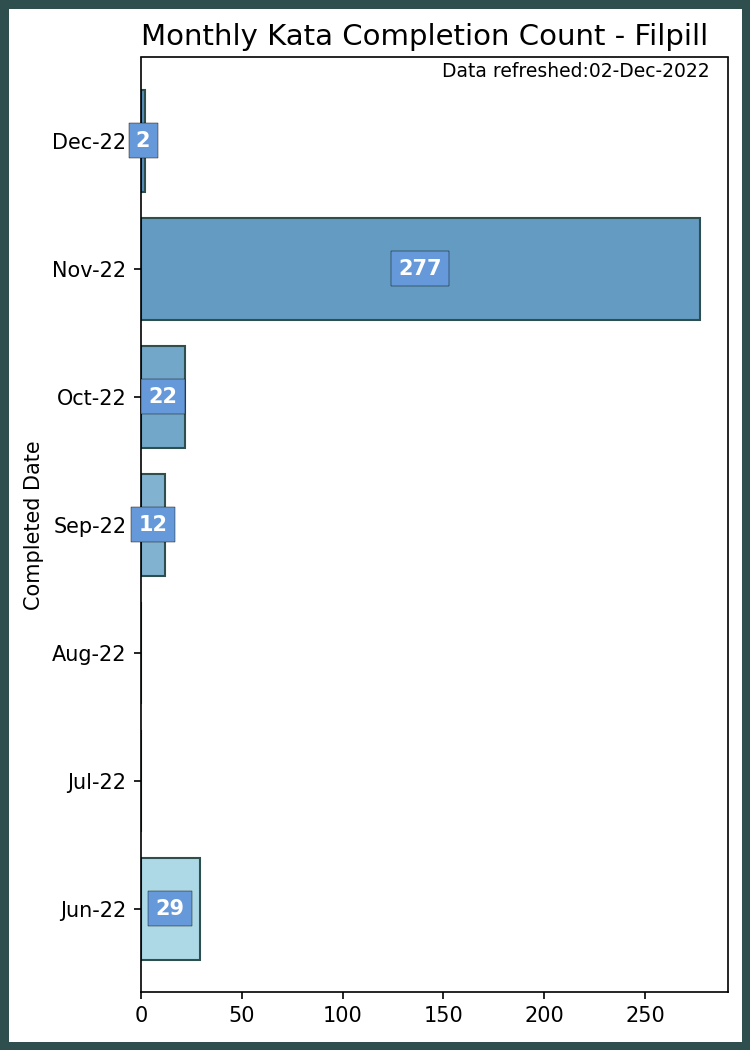 Monthly Kata Completion Count - Filpill
Data refreshed:02-Dec-2022
Dec-22 2
Nov-22 277
Oct-22 22
Sep-22 12
Aug-22
Jul-22
Jun-22 29
Completed Date
0 50 100 150 200 250